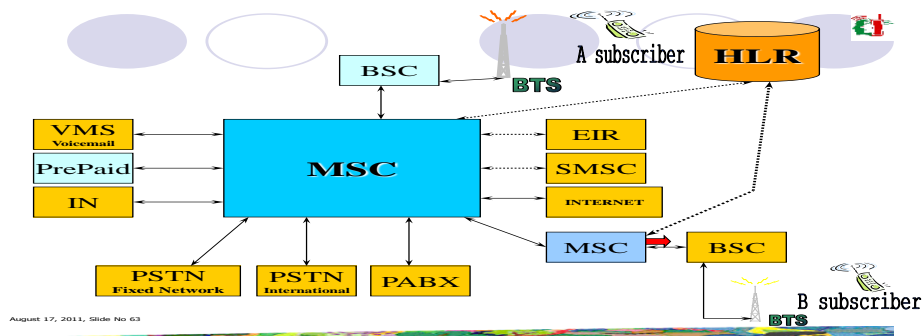 A subscriber
HLR
BSC
BTS
VMS
Voicemail
EIR
MSC
PrePaid
SMSC
IN
INTERNET
MSC
BSC
PSTN
Fixed Network
PSTN
International
PABX
B subscriber
BTS
August 17, 2011, Slide No 63